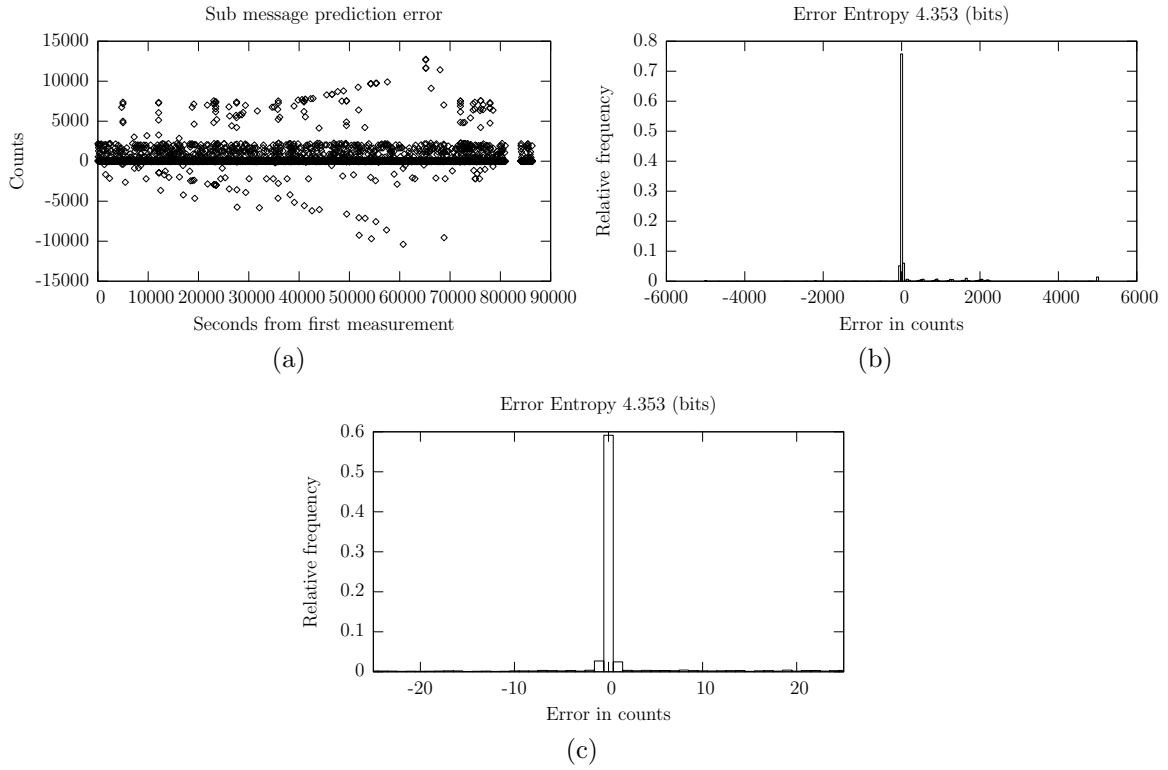 Sub message prediction error
15000
10000
5000
0
-5000
-10000
-15000
Counts
0 10000 20000 30000 40000 50000 60000 70000 80000 90000
Seconds from first measurement
(a)
Error Entropy 4.353 (bits)
0.8
0.7
0.6
0.5
0.4
0.3
0.2
0.1
0
Relative frequency
-6000 -4000 -2000 0 2000 4000 6000
Error in counts
(b)
Error Entropy 4.353 (bits)
0.6
0.5
0.4
0.3
0.2
0.1
0
Relative frequency
-20 -10 0 10 20
Error in counts
(c)